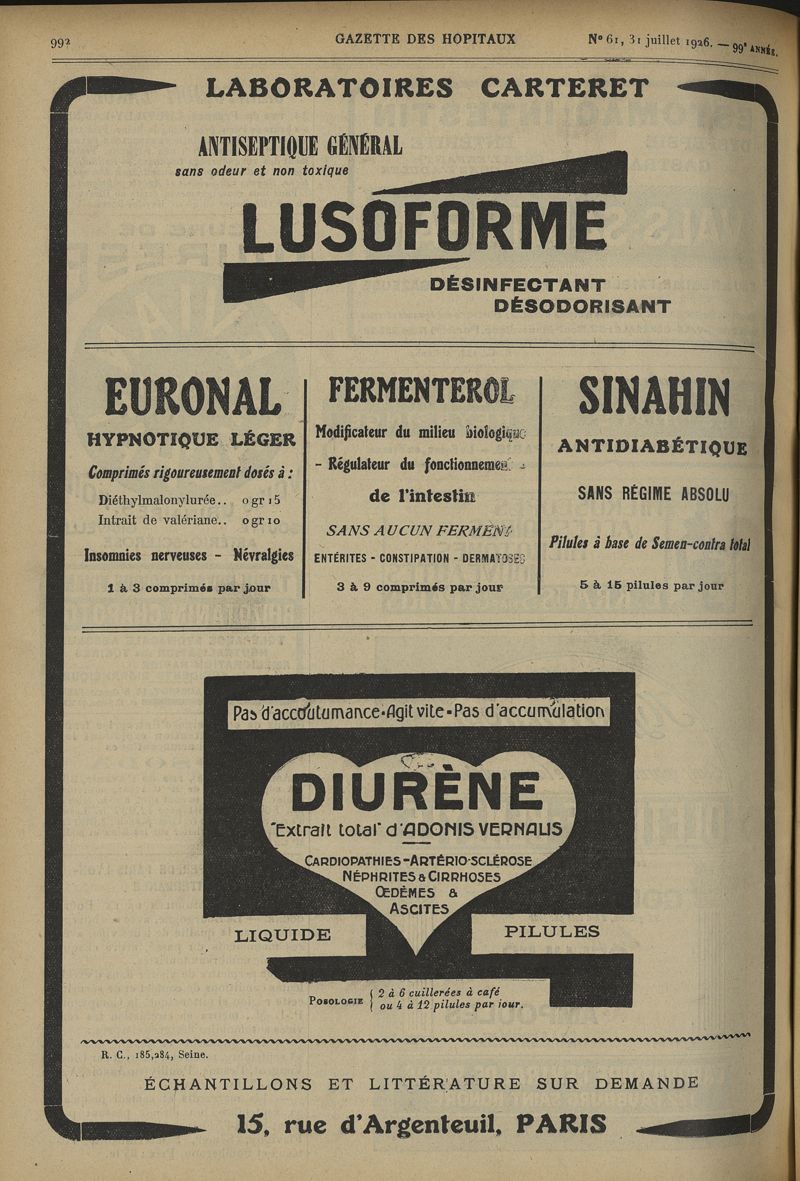 992
GAZETTE DES HOPITAUX
N° 61, 31 juillet 1926. — 99e ANNÉE.
LABORATOIRES CARTERET
ANTISEPTIQUE GÉNÉRAL
sans odeur et non toxique
LUSOFORME
DÉSINFECTANT
DÉSODORISANT
EURONAL
HYPNOTIQUE LÉGER
Comprimés rigoureusement dosés à :
Diéthylmalonylurée.. 0 gr 15
Intrait de valériane.. 0 gr 10
Insomnies nerveuses - Névralgies
1 à 3 comprimés par jour
FERMENTEROL
Modificateur du milieu biologique
- Régulateur du fonctionnement -
de l'intestin
SANS AUCUN FERMENT
ENTÉRITES - CONSTIPATION - DERMATOSES
3 à 9 comprimés par jour
SINAHIN
ANTIDIABÉTIQUE
SANS RÉGIME ABSOLU
Pilules à base de Semen-contra total
5 à 15 pilules par jour
Pas d'accoutumance • Agit vite • Pas d'accumulation
DIURÈNE
"Extrait total" d'ADONIS VERNALIS
CARDIOPATHIES - ARTÉRIO-SCLÉROSE
NÉPHRITES & CIRRHOSES
ŒDÈMES &
ASCITES
LIQUIDE
PILULES
POSOLOGIE { 2 à 6 cuillerées à café
ou 4 à 12 pilules par jour.
R. C., 185,284, Seine.
ÉCHANTILLONS ET LITTÉRATURE SUR DEMANDE
15, rue d'Argenteuil, PARIS